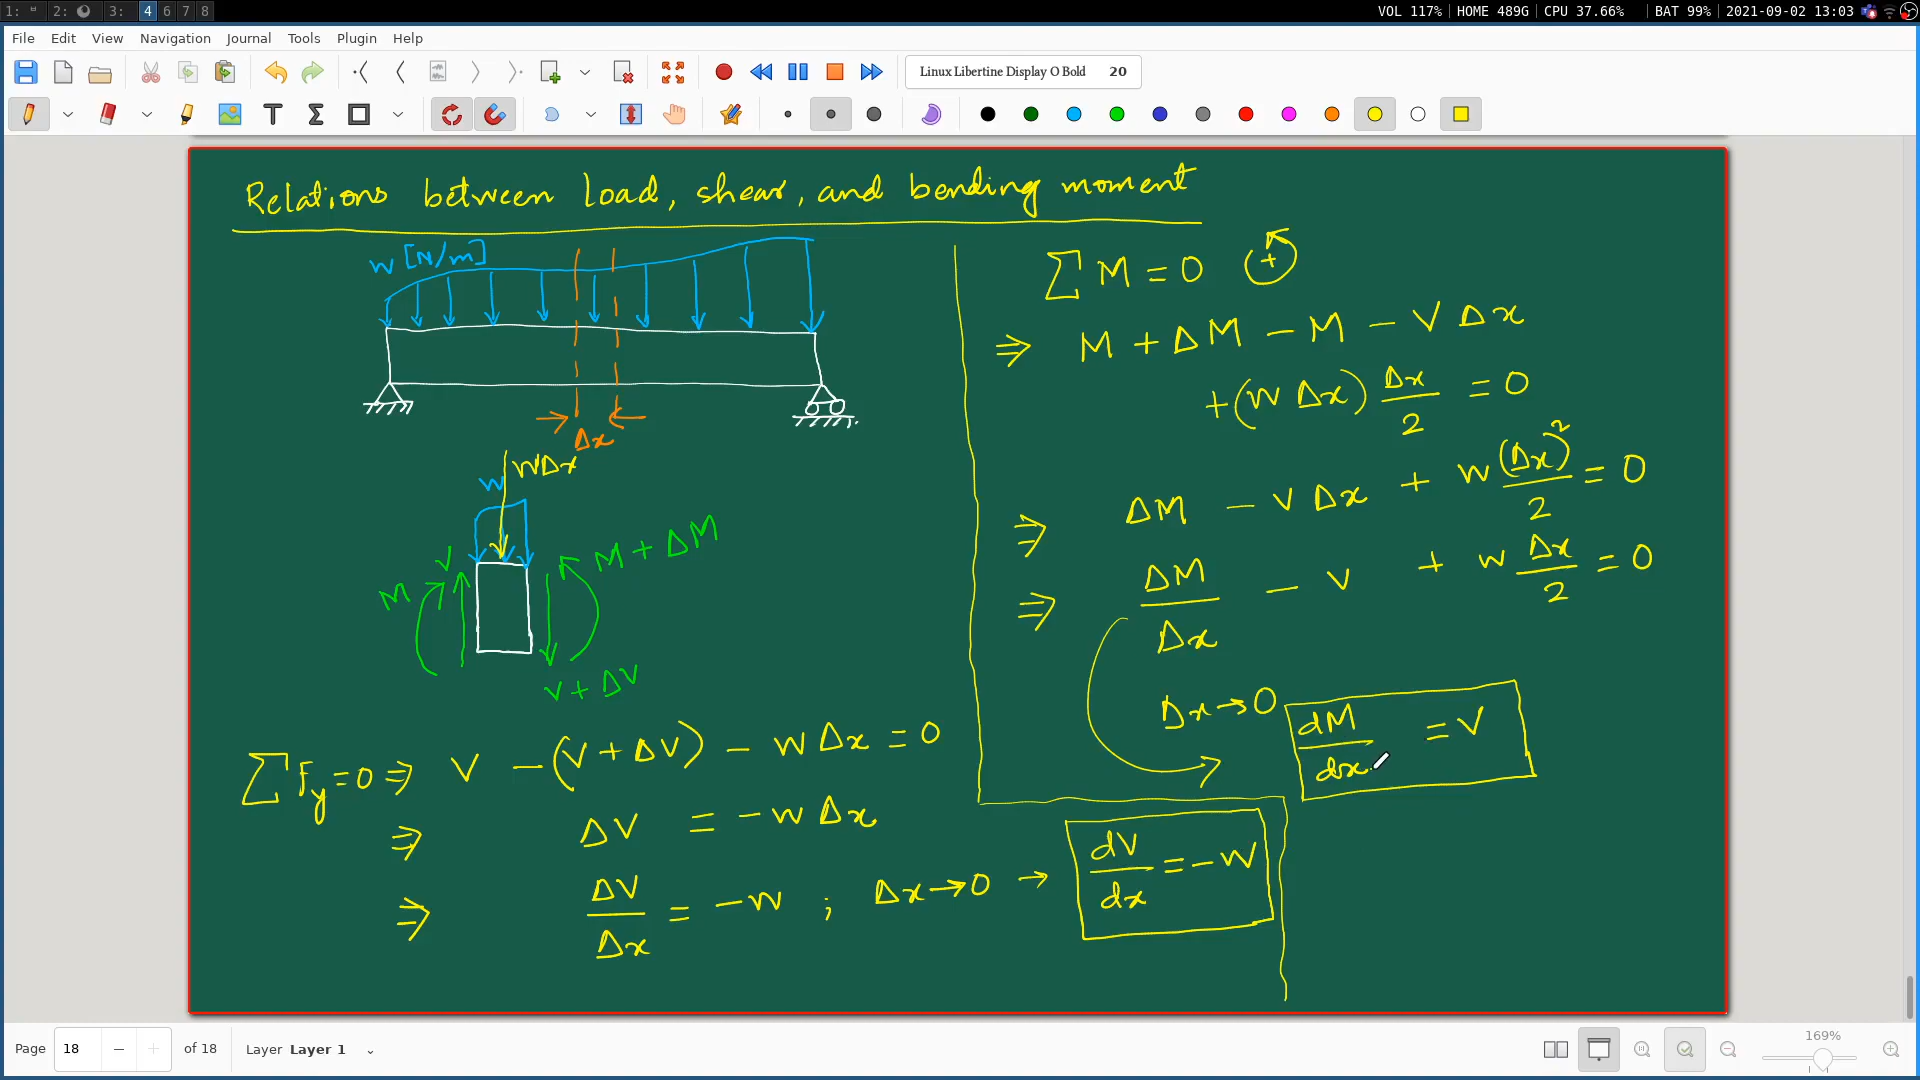 1: 2: 3: 4 6 7 8 VOL 117% | HOME 489G | CPU 37.66% | BAT 99% | 2021-09-02 13:03
File Edit View Navigation Journal Tools Plugin Help
Linux Libertine Display O Bold 20
T Σ
Relations between load, shear, and bending moment
w [N/m]
Δx
WΔx
w
V
M
M + ΔM
V + ΔV
∑Fy = 0 ⇒ V - (V + ΔV) - W Δx = 0
⇒ ΔV = - W Δx
⇒ ΔV/Δx = - W ; Δx → 0 → dV/dx = - W
∑ M = 0 +
⇒ M + ΔM - M - V Δx
+ (W Δx) Δx/2 = 0
⇒ ΔM - V Δx + W (Δx)²/2 = 0
⇒ ΔM/Δx - V + W Δx/2 = 0
Δx → 0 dM/dx = V
Page 18 of 18 Layer Layer 1 169%